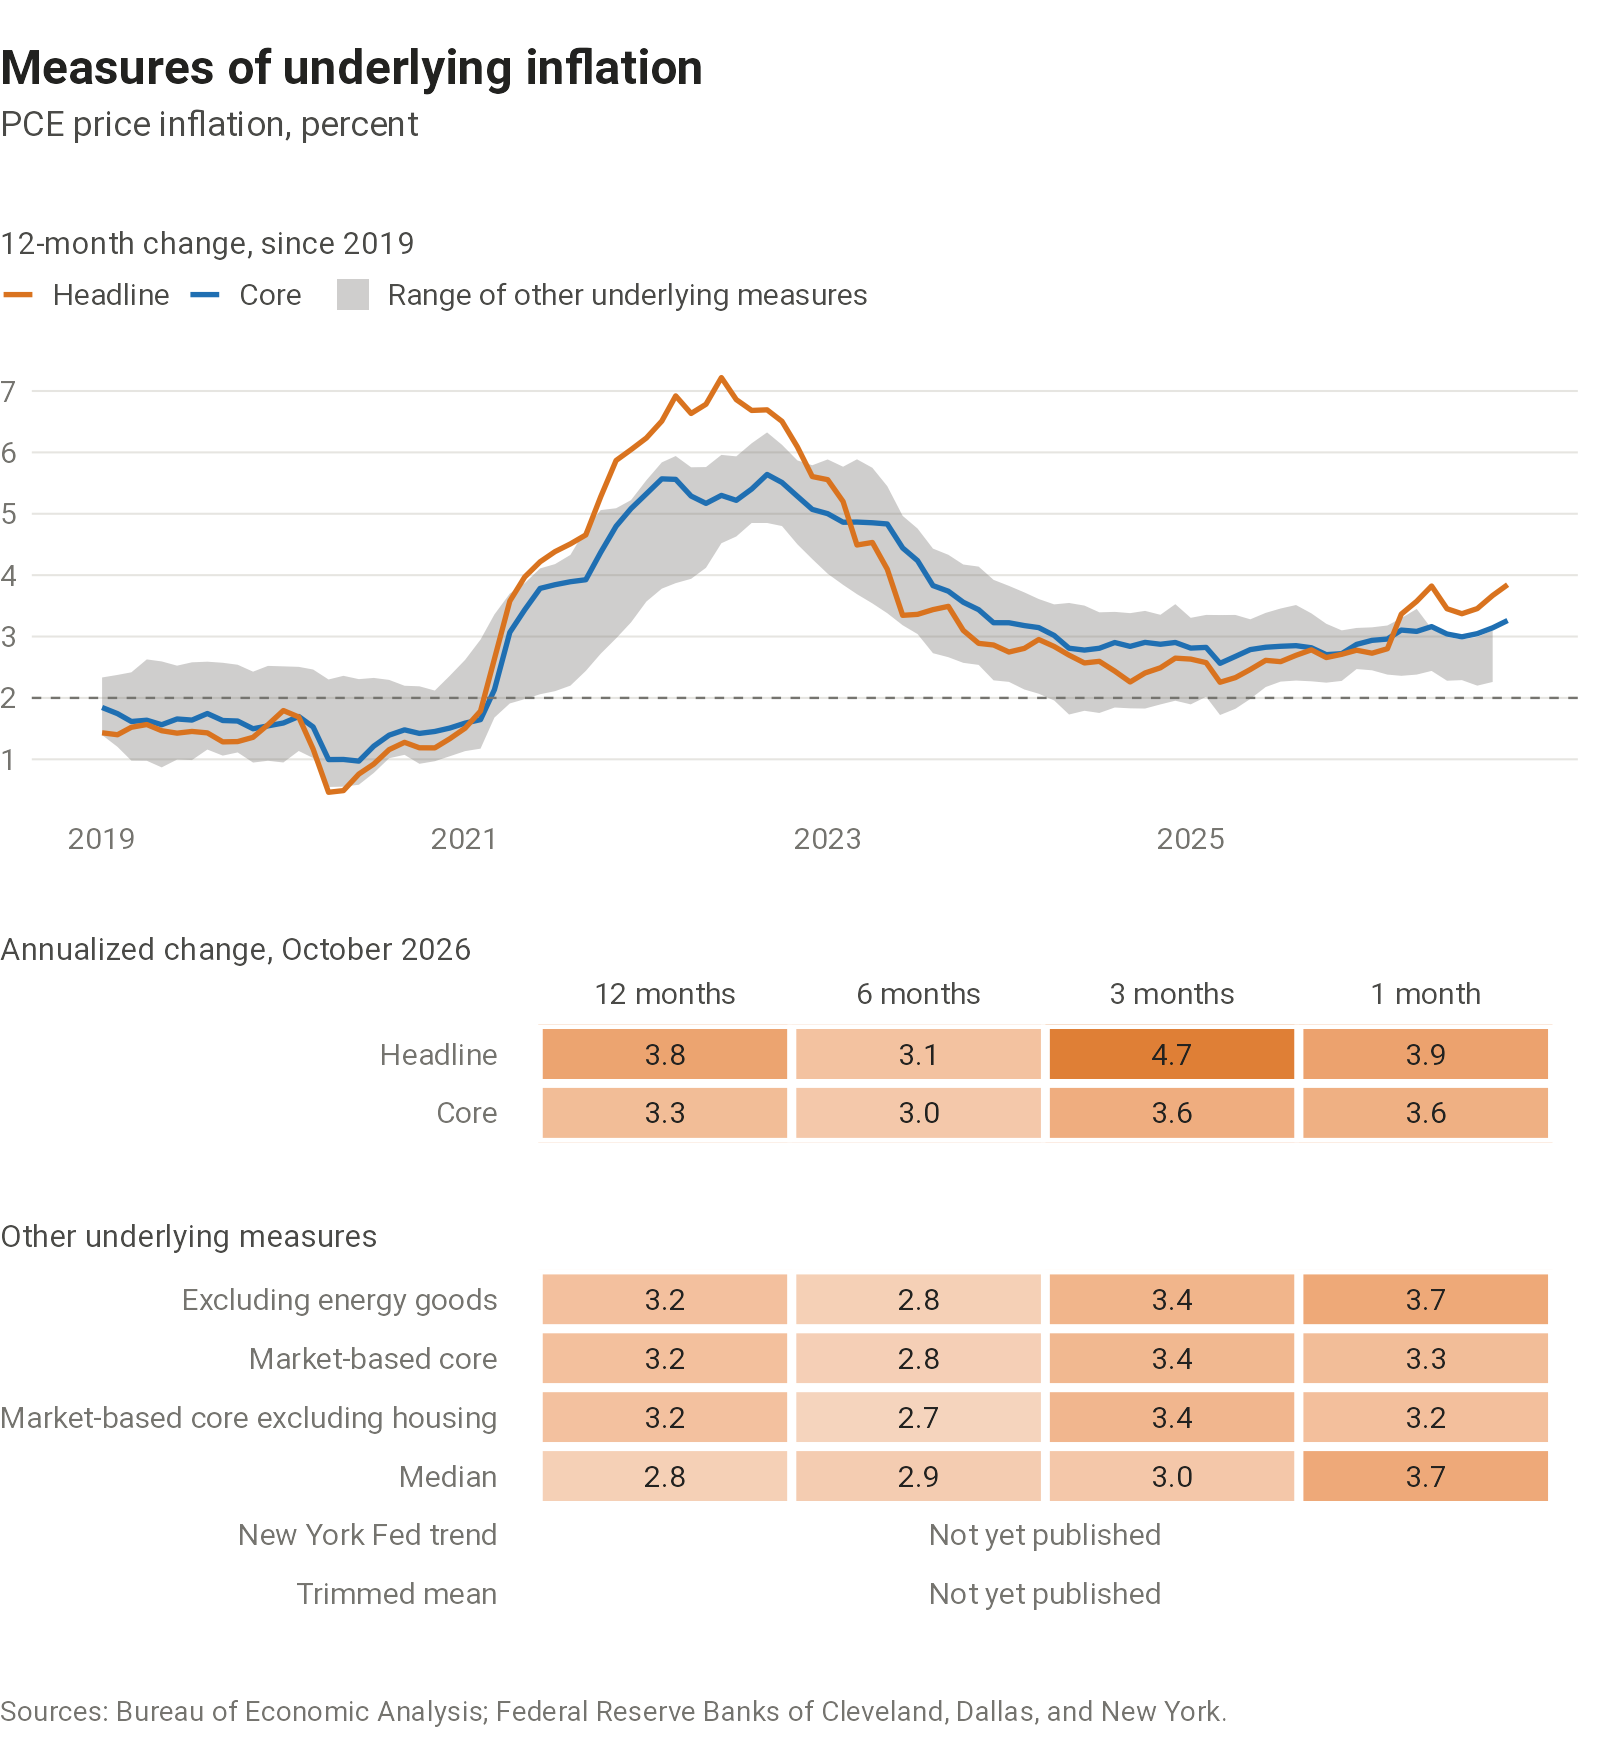 Measures of underlying inflation
PCE price inflation, percent
12-month change, since 2019
Headline Core Range of other underlying measures
7
6
5
4
3
2
1
2019 2021 2023 2025
Annualized change, October 2026
12 months 6 months 3 months 1 month
Headline 3.8 3.1 4.7 3.9
Core 3.3 3.0 3.6 3.6
Other underlying measures
Excluding energy goods 3.2 2.8 3.4 3.7
Market-based core 3.2 2.8 3.4 3.3
Market-based core excluding housing 3.2 2.7 3.4 3.2
Median 2.8 2.9 3.0 3.7
New York Fed trend Not yet published
Trimmed mean Not yet published
Sources: Bureau of Economic Analysis; Federal Reserve Banks of Cleveland, Dallas, and New York.